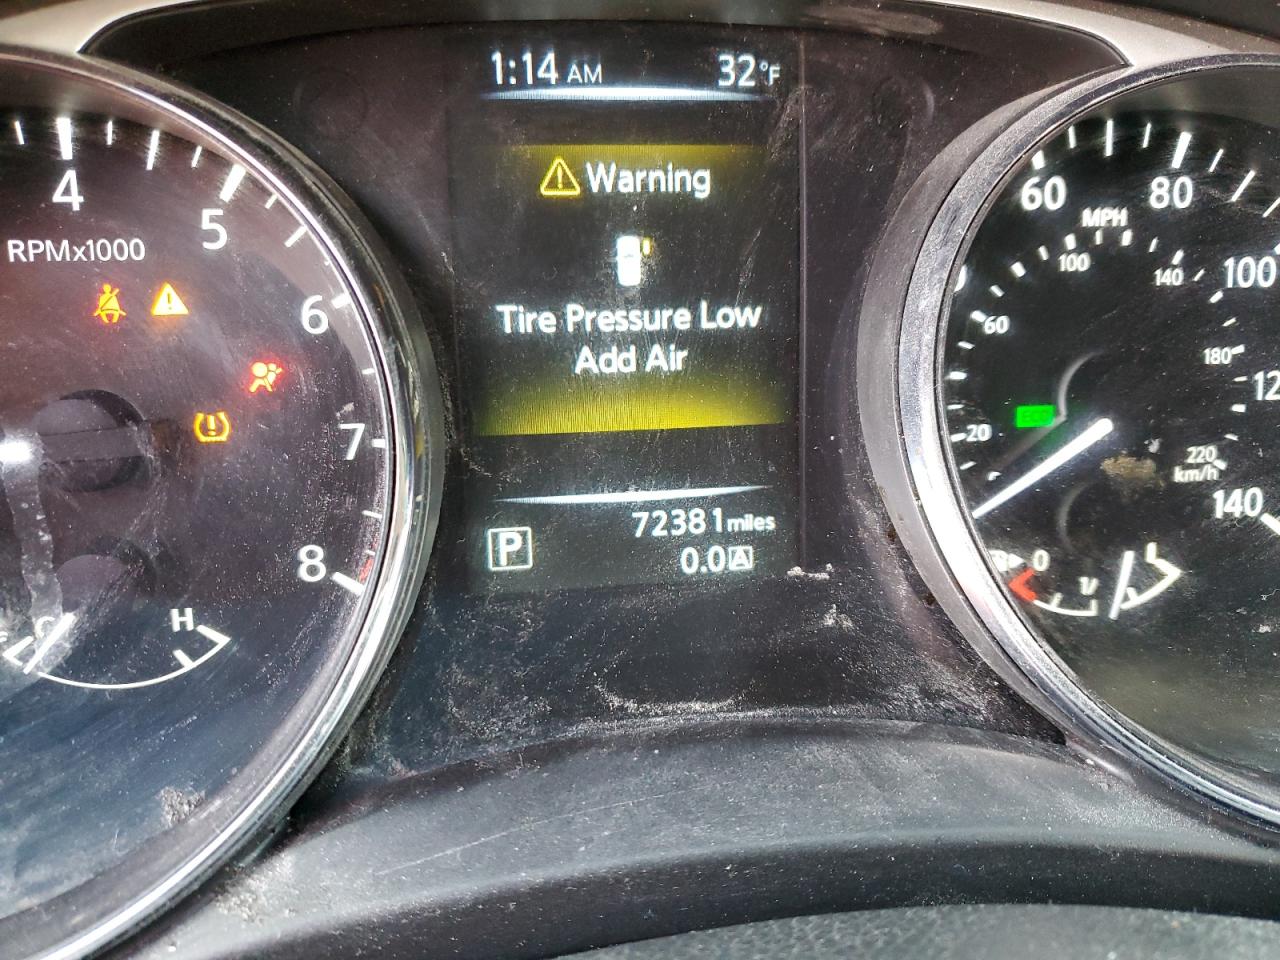 1:14 AM 32°F
Warning
Tire Pressure Low
Add Air
72381 miles
P
0.0 A
4
5
RPMx1000
6
7
8
C H
60 80
MPH
100 140
100
60
180
ECO
20
220
km/h
140
0